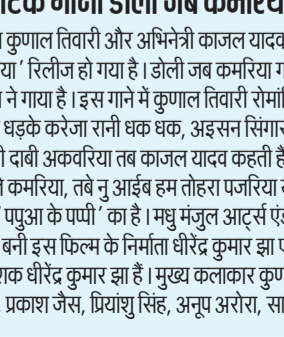 गाना डोली जब कमरिय
कुणाल तिवारी और अभिनेत्री काजल यादव
या ' रिलीज हो गया है । डोली जब कमरिया ग
ने गाया है । इस गाने में कुणाल तिवारी रोमांि
धड़के करेजा रानी धक धक, अइसन सिंगार
दाबी अकवरिया तब काजल यादव कहती है
कमरिया, तबे नु आईब हम तोहरा पजरिया
पपुआ के पप्पी ' का है । मधु मंजुल आर्ट्स एंड
बनी इस फिल्म के निर्माता धीरेंद्र कुमार झा ए
शक धीरेंद्र कुमार झा हैं । मुख्य कलाकार कुण
प्रकाश जैस, प्रियांशु सिंह, अनूप अरोरा, सा